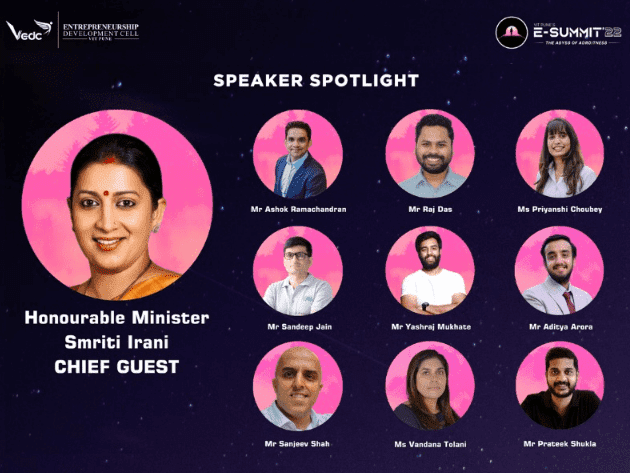 Vedc
ENTREPRENEURSHIP
DEVELOPMENT CELL
VIT PUNE
VIT PUNE'S
E-SUMMIT'22
THE ABYSS OF ADROITNESS
SPEAKER SPOTLIGHT
Honourable Minister
Smriti Irani
CHIEF GUEST
Mr Ashok Ramachandran
Mr Raj Das
Ms Priyanshi Choubey
Mr Sandeep Jain
Mr Yashraj Mukhate
Mr Aditya Arora
Mr Sanjeev Shah
Ms Vandana Tolani
Mr Prateek Shukla